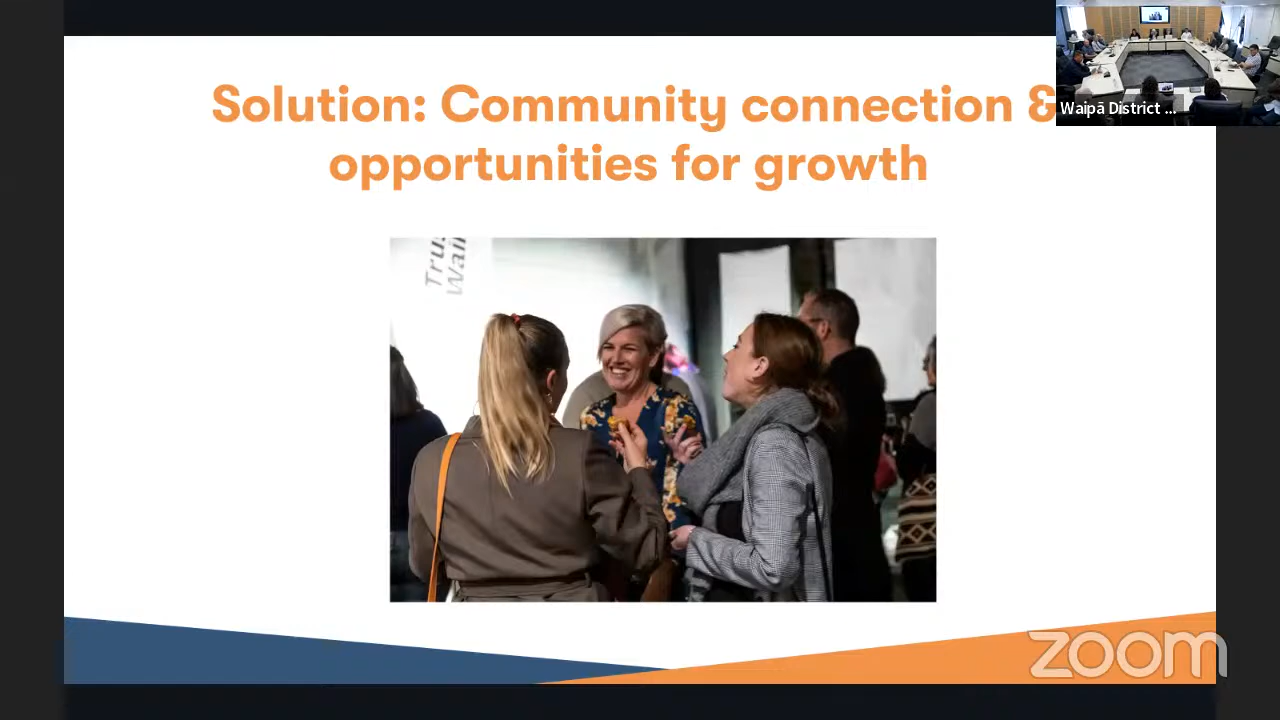 Solution: Community connection &
opportunities for growth
Waipā District ...
zoom